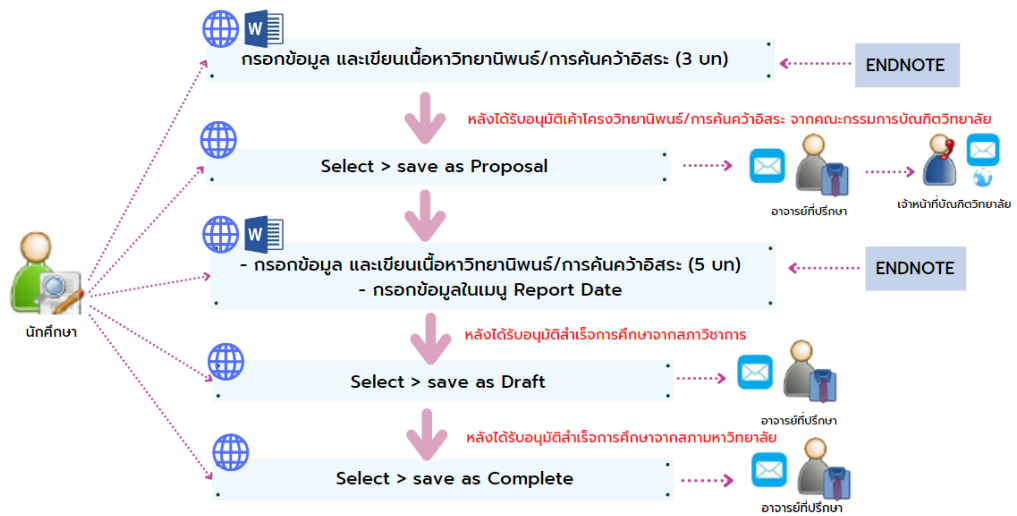 W
กรอกข้อมูล และเขียนเนื้อหาวิทยานิพนธ์/การค้นคว้าอิสระ (3 บท)
ENDNOTE
หลังได้รับอนุมัติเค้าโครงวิทยานิพนธ์/การค้นคว้าอิสระ จากคณะกรรมการบัณฑิตวิทยาลัย
Select > save as Proposal
อาจารย์ที่ปรึกษา
เจ้าหน้าที่บัณฑิตวิทยาลัย
W
- กรอกข้อมูล และเขียนเนื้อหาวิทยานิพนธ์/การค้นคว้าอิสระ (5 บท)
- กรอกข้อมูลในเมนู Report Date
ENDNOTE
นักศึกษา
หลังได้รับอนุมัติสำเร็จการศึกษาจากสภาวิชาการ
Select > save as Draft
อาจารย์ที่ปรึกษา
หลังได้รับอนุมัติสำเร็จการศึกษาจากสภามหาวิทยาลัย
Select > save as Complete
อาจารย์ที่ปรึกษา